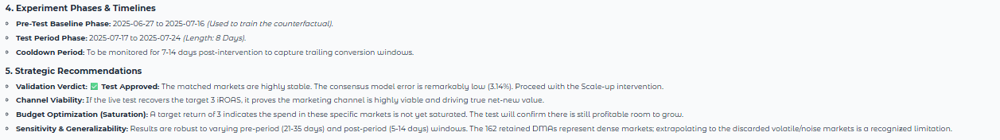 4. Experiment Phases & Timelines
Pre-Test Baseline Phase: 2025-06-27 to 2025-07-16 (Used to train the counterfactual).
Test Period Phase: 2025-07-17 to 2025-07-24 (Length: 8 Days).
Cooldown Period: To be monitored for 7-14 days post-intervention to capture trailing conversion windows.
5. Strategic Recommendations
Validation Verdict: ✅ Test Approved: The matched markets are highly stable. The consensus model error is remarkably low (3.14%). Proceed with the Scale-up intervention.
Channel Viability: If the live test recovers the target 3 iROAS, it proves the marketing channel is highly viable and driving true net-new value.
Budget Optimization (Saturation): A target return of 3 indicates the spend in these specific markets is not yet saturated. The test will confirm there is still profitable room to grow.
Sensitivity & Generalizability: Results are robust to varying pre-period (21-35 days) and post-period (5-14 days) windows. The 162 retained DMAs represent dense markets; extrapolating to the discarded volatile/noise markets is a recognized limitation.